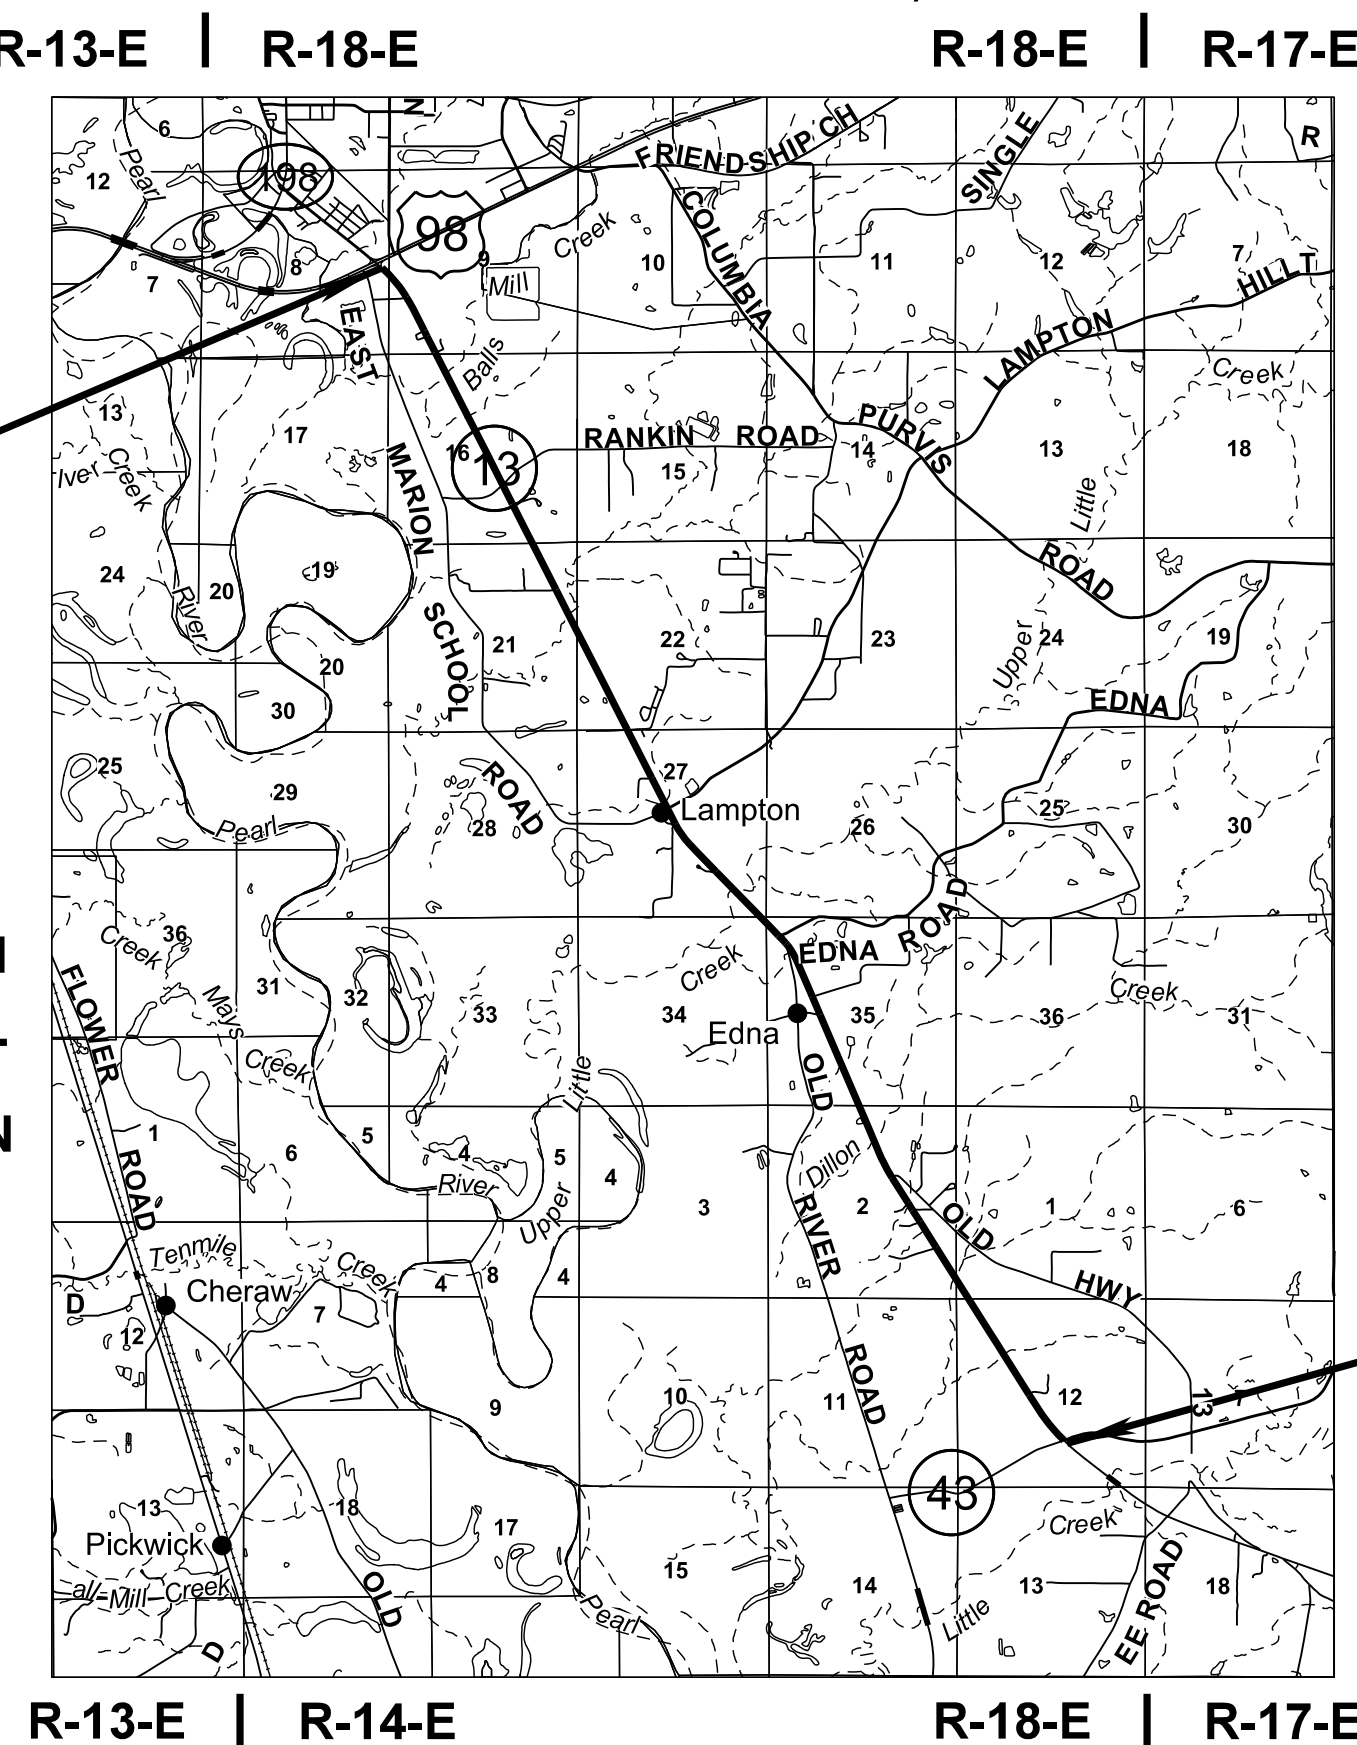 R-13-E | R-18-E
R-18-E | R-17-E
6
Pearl
12
198
N
98
FRIENDSHIP CH
SINGLE
R
COLUMBIA
Creek
7
8
9
Mill
10
11
12
7
HILLT
EAST
Balls
LAMPTON
Creek
13
17
MARION
16
13
RANKIN ROAD
15
PURVIS
14
13
18
Creek
Little
ROAD
24
20
19
River
SCHOOL
21
22
23
Upper
24
19
20
30
EDNA
25
29
Pearl
ROAD
28
27
Lampton
26
25
30
36
Creek
EDNA ROAD
FLOWER
31
Mays
32
33
Creek
34
35
36
Creek
31
Edna
Creek
Little
OLD
1
6
5
4
5
4
Dillon
ROAD
River
Upper
3
RIVER
2
OLD
1
6
Tenmile
Creek
4
8
4
HWY
Cheraw
D
12
7
ROAD
9
10
11
12
13
7
43
13
18
17
Creek
Pickwick
15
14
13
18
Mill Creek
OLD
Pearl
Little
EE ROAD
D
R-13-E | R-14-E
R-18-E | R-17-E